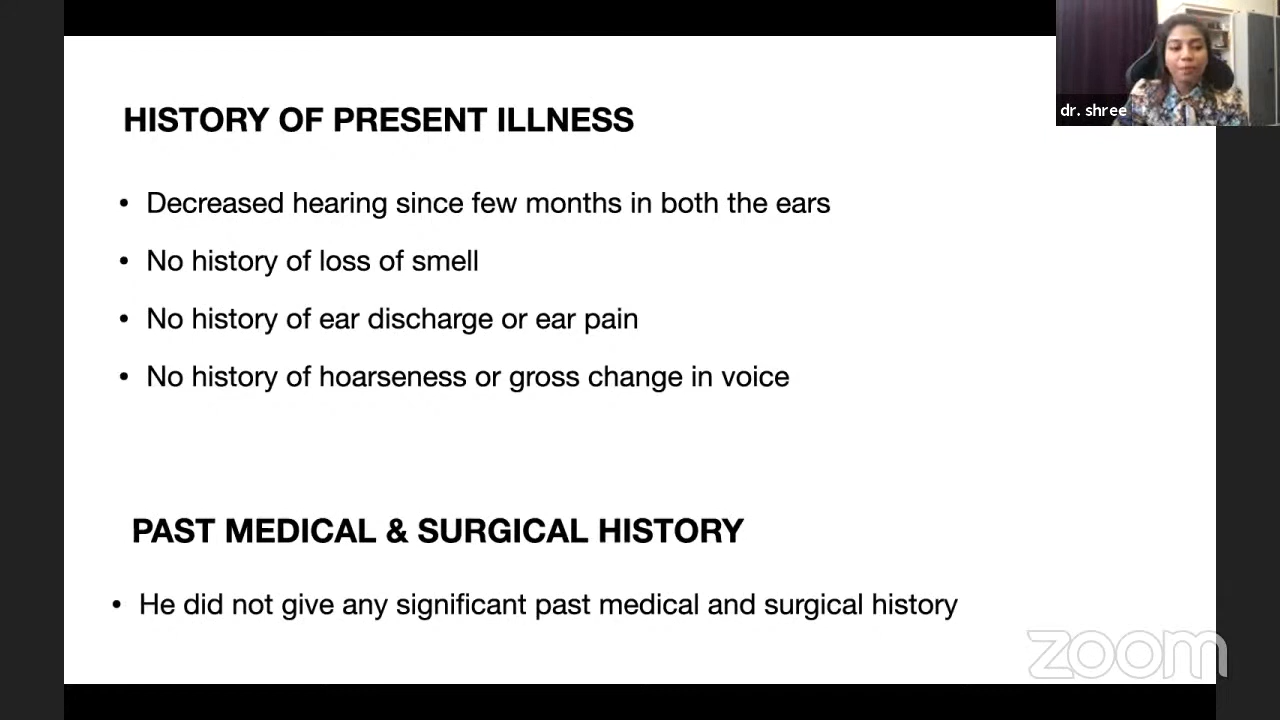 dr. shree
HISTORY OF PRESENT ILLNESS
• Decreased hearing since few months in both the ears
• No history of loss of smell
• No history of ear discharge or ear pain
• No history of hoarseness or gross change in voice
PAST MEDICAL & SURGICAL HISTORY
• He did not give any significant past medical and surgical history
zoom